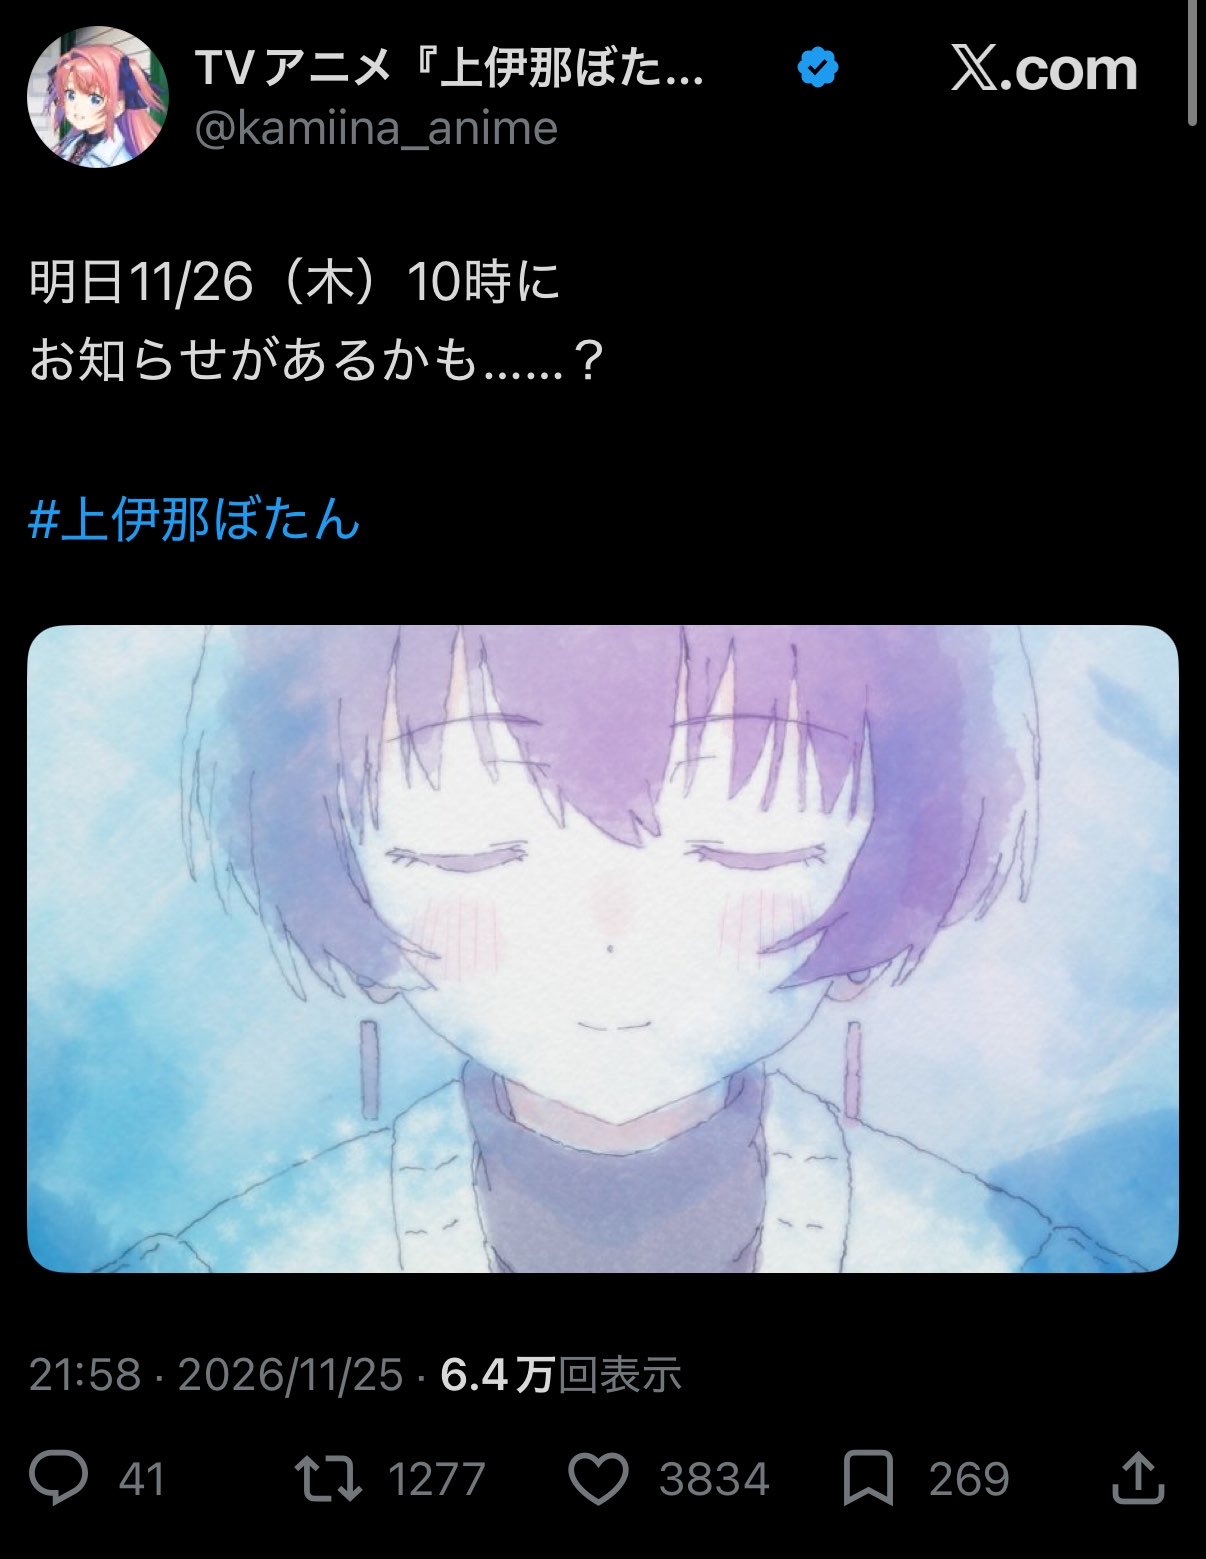 TVアニメ『上伊那ぼた...
X.com
@kamiina_anime
明日11/26（木）10時に
お知らせがあるかも......？
#上伊那ぼたん
21:58 · 2026/11/25 · 6.4万回表示
41 1277 3834 269